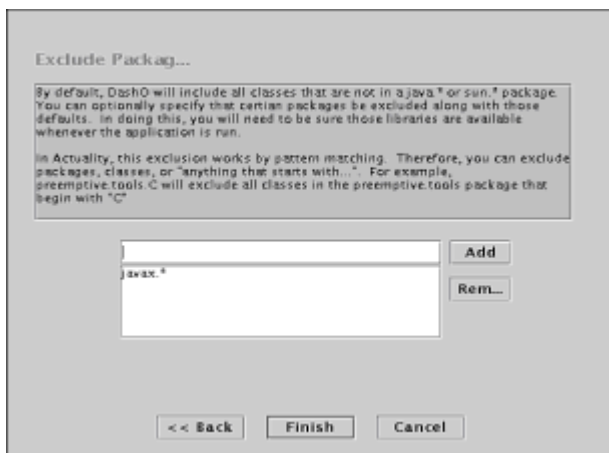 Exclude Packag...
By default, DashO will include all classes that are not in a java.* or sun.* package.
You can optionally specify that certian packages be excluded along with those
defaults. In doing this, you will need to be sure those libraries are available
whenever the application is run.
In Actuality, this exclusion works by pattern matching. Therefore, you can exclude
packages, classes, or "anything that starts with...". For example,
preemptive.tools.C will exclude all classes in the preemptive.tools package that
begin with "C"
Add
javax.*
Rem...
<< Back
Finish
Cancel